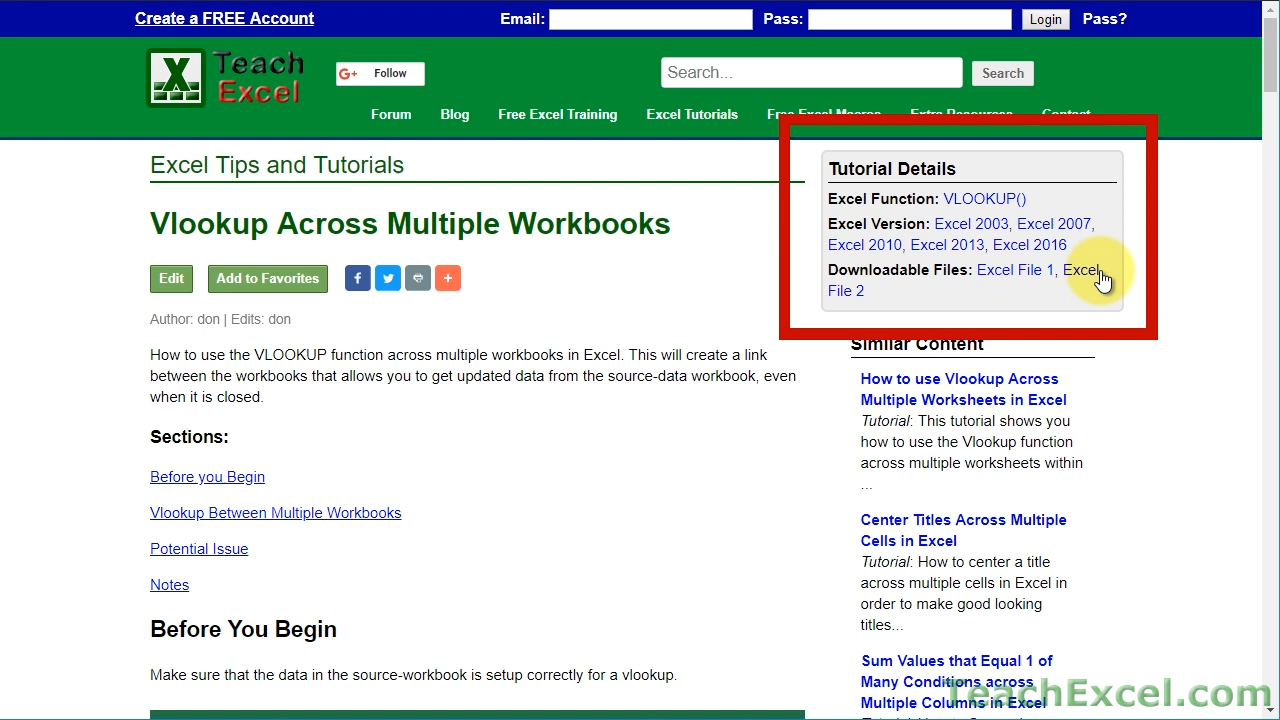 Create a FREE Account
Email:
Pass:
Login
Pass?
Teach
Excel
G+ Follow
Search...
Search
Forum
Blog
Free Excel Training
Excel Tutorials
Free Excel Macros
Extra Resources
Contact
Excel Tips and Tutorials
Vlookup Across Multiple Workbooks
Edit
Add to Favorites
Author: don | Edits: don
How to use the VLOOKUP function across multiple workbooks in Excel. This will create a link
between the workbooks that allows you to get updated data from the source-data workbook, even
when it is closed.
Sections:
Before you Begin
Vlookup Between Multiple Workbooks
Potential Issue
Notes
Before You Begin
Make sure that the data in the source-workbook is setup correctly for a vlookup.
Tutorial Details
Excel Function: VLOOKUP()
Excel Version: Excel 2003, Excel 2007,
Excel 2010, Excel 2013, Excel 2016
Downloadable Files: Excel File 1, Excel
File 2
Similar Content
How to use Vlookup Across
Multiple Worksheets in Excel
Tutorial: This tutorial shows you
how to use the Vlookup function
across multiple worksheets within
...
Center Titles Across Multiple
Cells in Excel
Tutorial: How to center a title
across multiple cells in Excel in
order to make good looking
titles...
Sum Values that Equal 1 of
Many Conditions across
Multiple Columns in Excel
TeachExcel.com